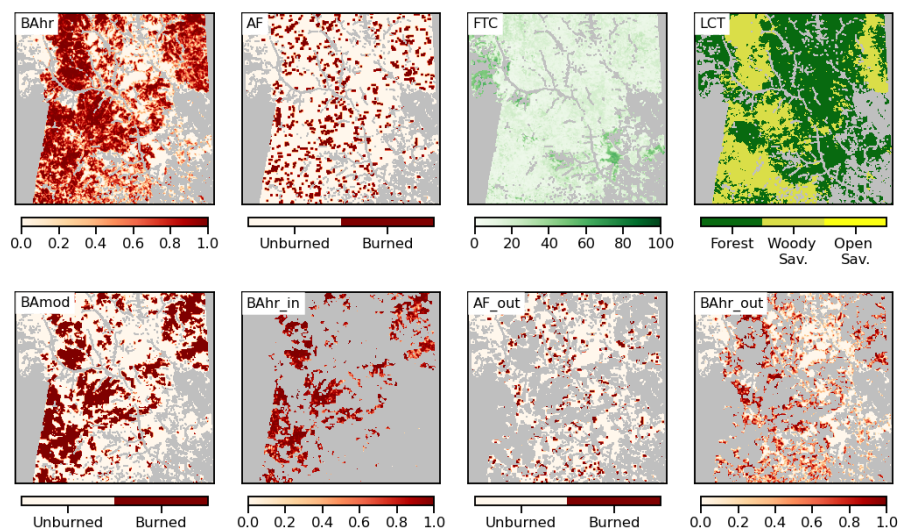 BAhr
AF
FTC
LCT
0.0 0.2 0.4 0.6 0.8 1.0
Unburned Burned
0 20 40 60 80 100
Forest Woody Sav. Open Sav.
BAmod
BAhr_in
AF_out
BAhr_out
Unburned Burned
0.0 0.2 0.4 0.6 0.8 1.0
Unburned Burned
0.0 0.2 0.4 0.6 0.8 1.0